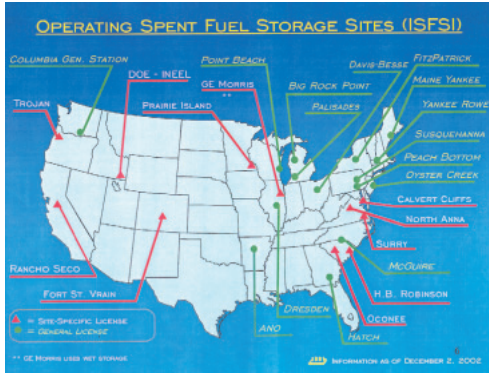 OPERATING SPENT FUEL STORAGE SITES (ISFSI)
COLUMBIA GEN. STATION
POINT BEACH
DAVIS-BESSE
FITZPATRICK
DOE - INEEL
GE MORRIS
**
BIG ROCK POINT
MAINE YANKEE
TROJAN
PRAIRIE ISLAND
PALISADES
YANKEE ROWE
SUSQUEHANNA
PEACH BOTTOM
OYSTER CREEK
CALVERT CLIFFS
NORTH ANNA
SURRY
RANCHO SECO
MCGUIRE
FORT ST. VRAIN
DRESDEN
H.B. ROBINSON
ANO
HATCH
OCONEE
= SITE-SPECIFIC LICENSE
= GENERAL LICENSE
** GE MORRIS USES WET STORAGE
INFORMATION AS OF DECEMBER 2, 2002
6